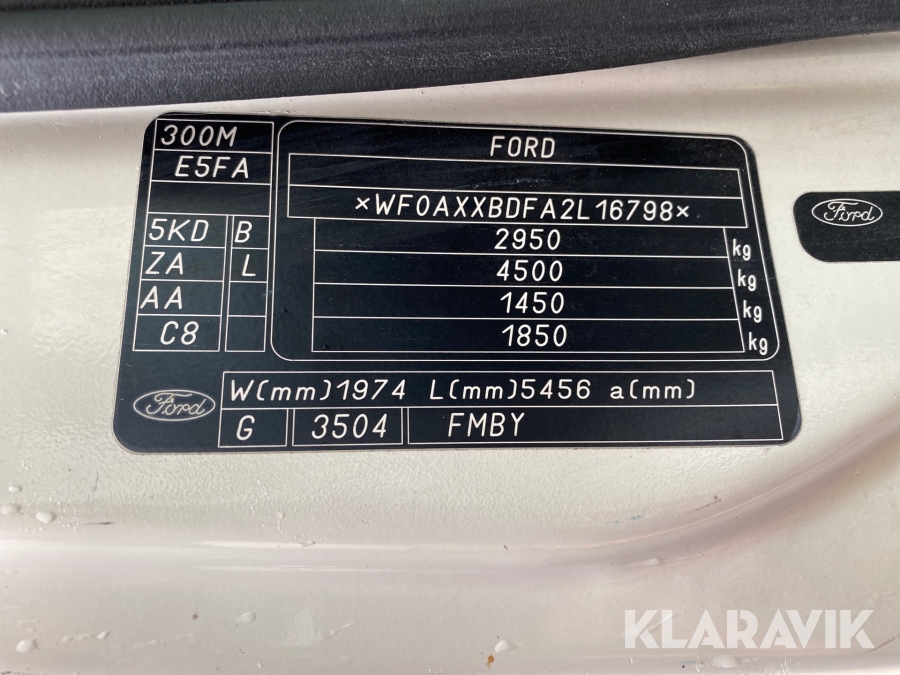 300M
E5FA
5KD B
ZA L
AA
C8
FORD
×WF0AXXBDFA2L16798×
2950 kg
4500 kg
1450 kg
1850 kg
Ford
W(mm)1974 L(mm)5456 a(mm)
G 3504 FMBY
Ford
KLARAVIK